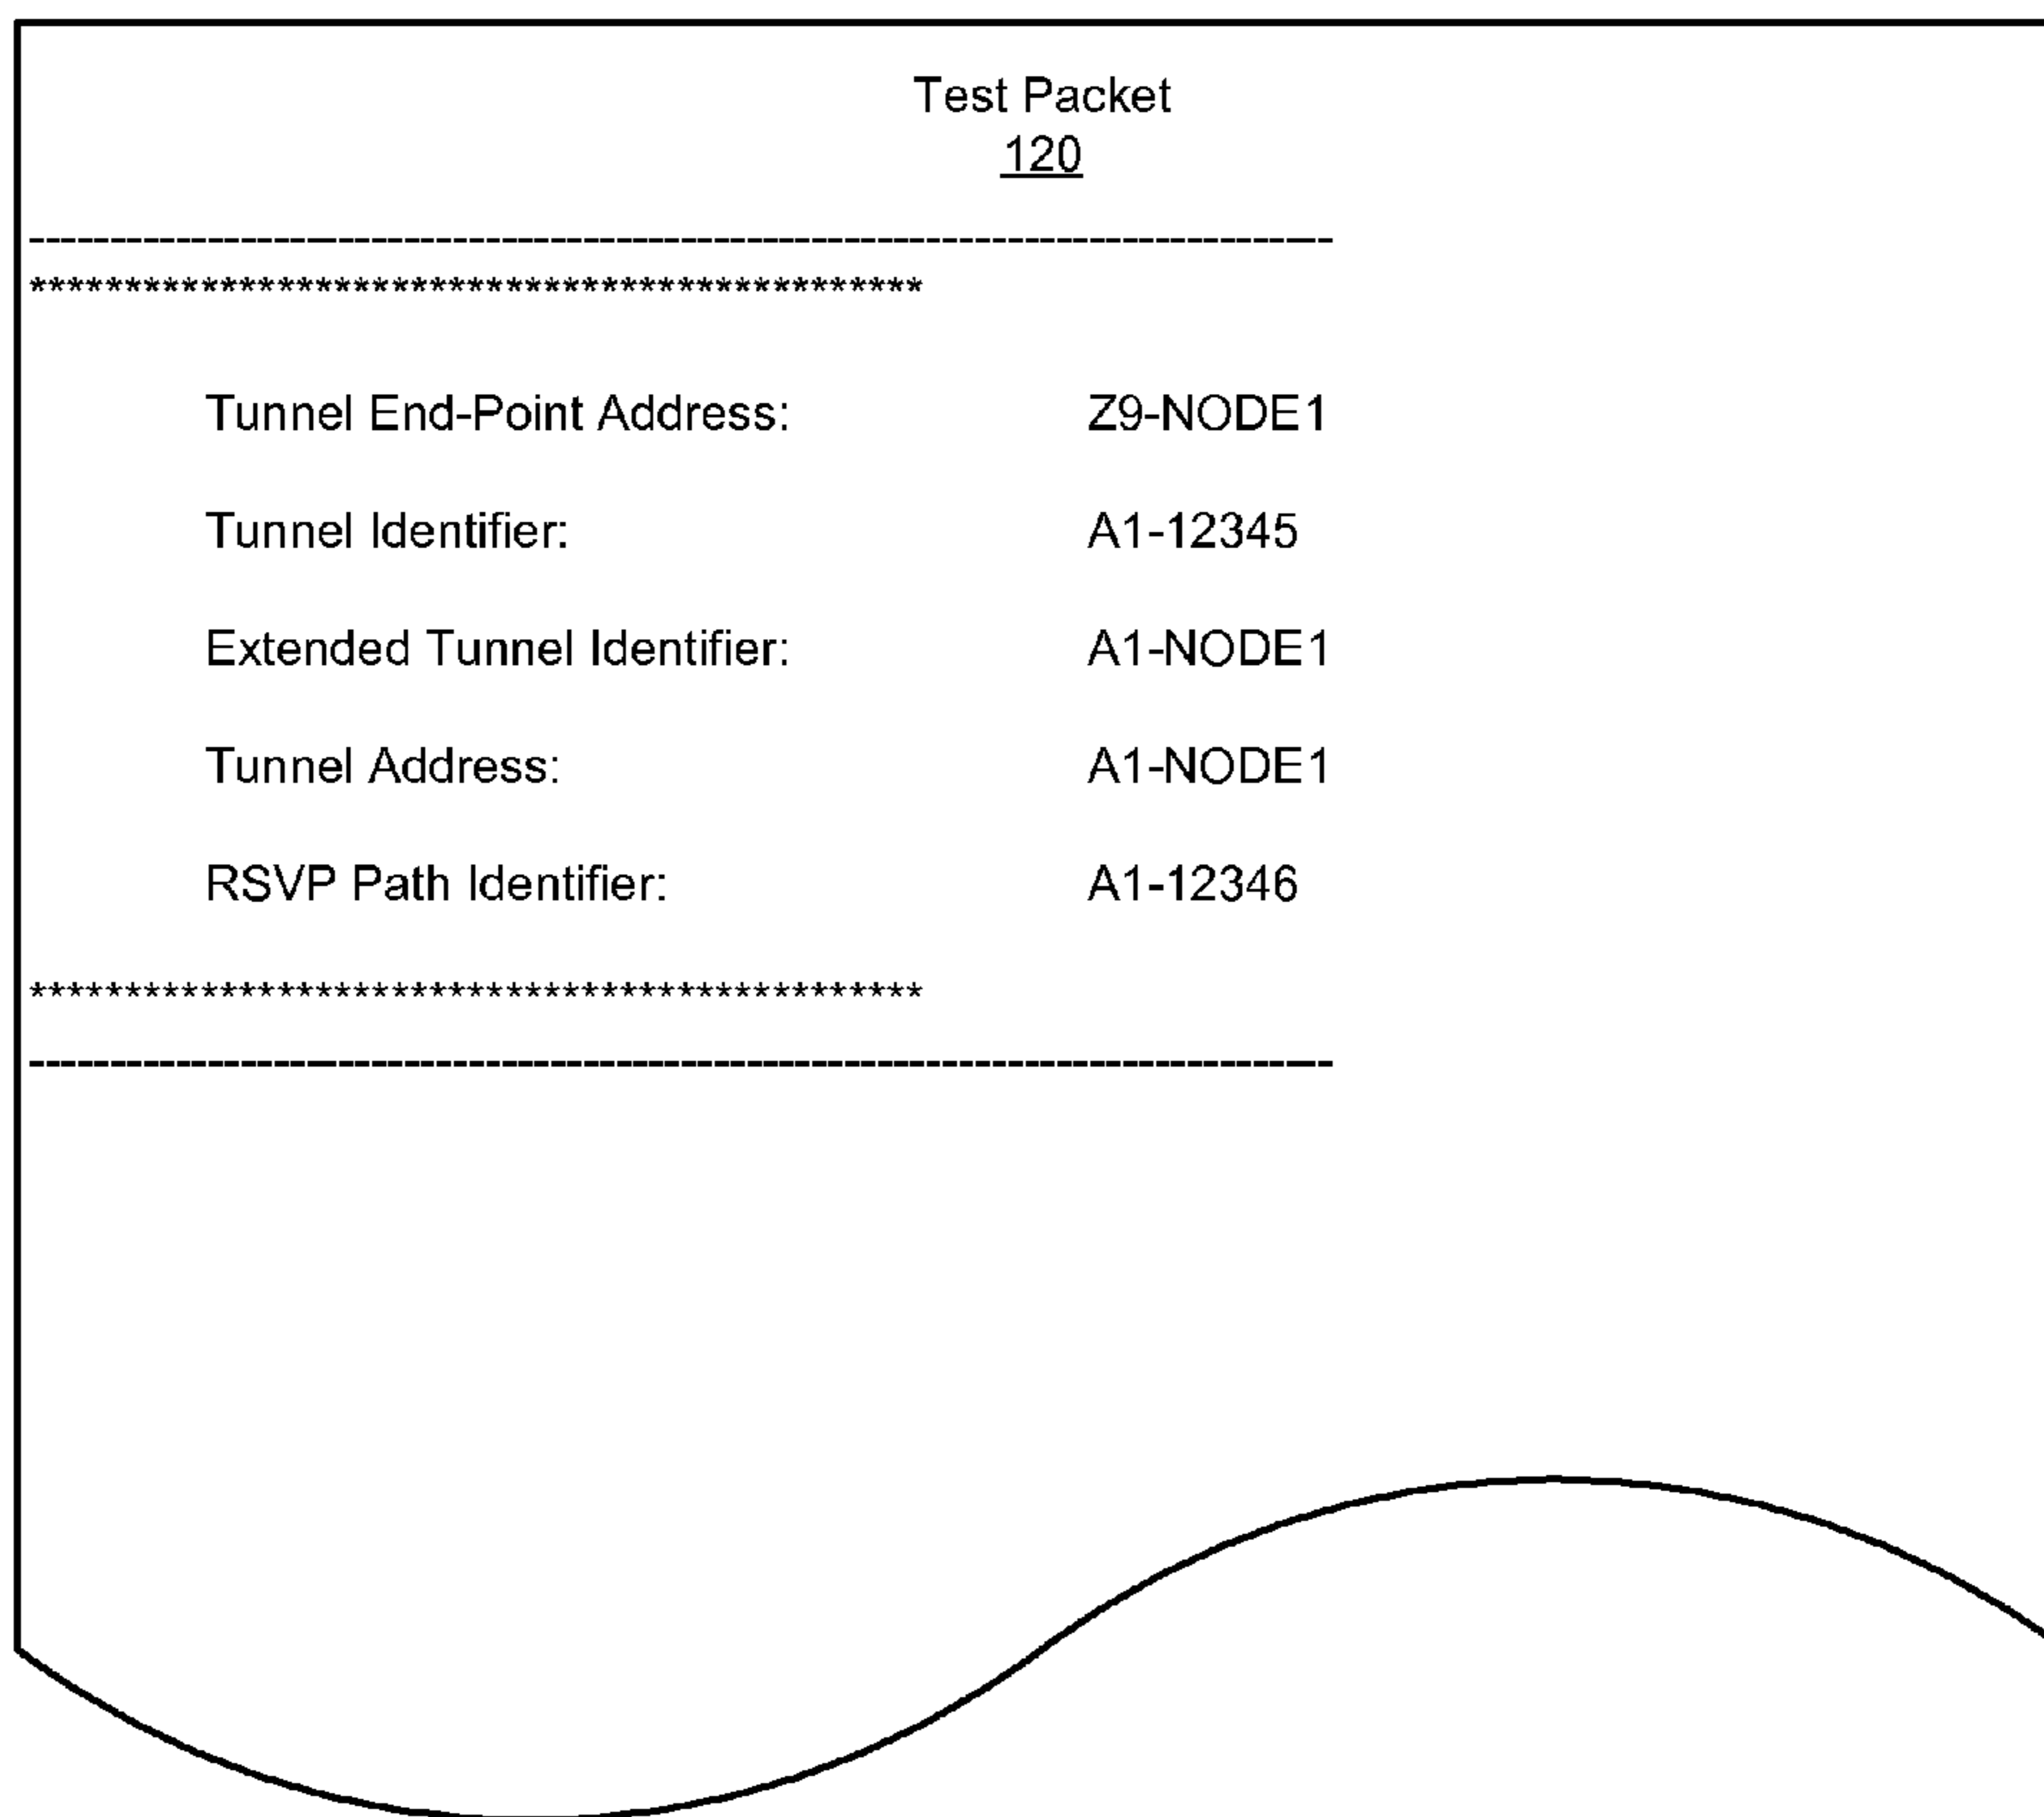 Test Packet
120
--------------------------------------------------------------------------------
***********************************************
Tunnel End-Point Address: Z9-NODE1
Tunnel Identifier: A1-12345
Extended Tunnel Identifier: A1-NODE1
Tunnel Address: A1-NODE1
RSVP Path Identifier: A1-12346
***********************************************
--------------------------------------------------------------------------------